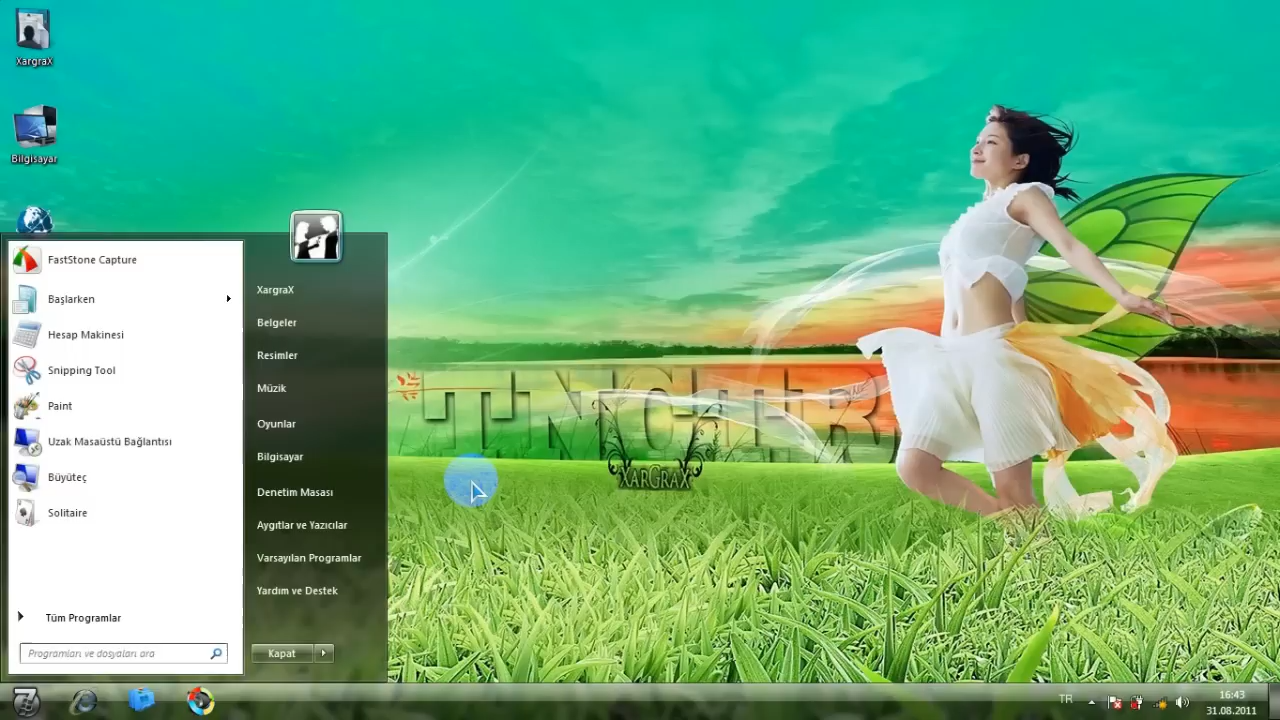 XargraX
Bilgisayar
FastStone Capture
Başlarken
Hesap Makinesi
Snipping Tool
Paint
Uzak Masaüstü Bağlantısı
Büyüteç
Solitaire
Tüm Programlar
Programları ve dosyaları ara
XargraX
Belgeler
Resimler
Müzik
Oyunlar
Bilgisayar
Denetim Masası
Aygıtlar ve Yazıcılar
Varsayılan Programlar
Yardım ve Destek
Kapat
XARGRAX
7
TR
16:43
31.08.2011